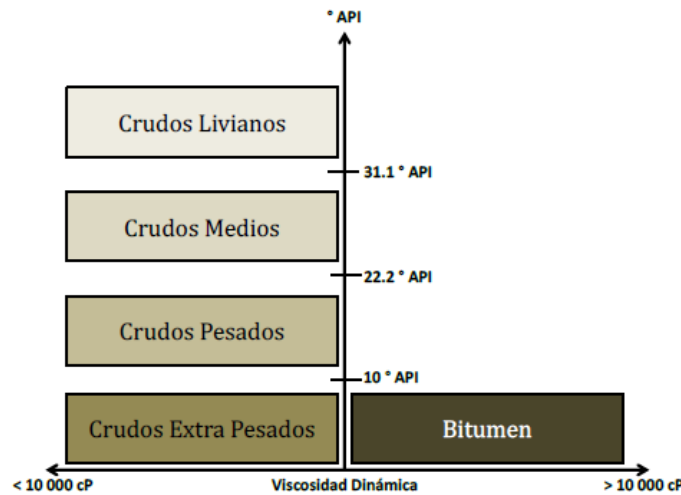 ° API
Crudos Livianos
31.1 ° API
Crudos Medios
22.2 ° API
Crudos Pesados
10 ° API
Crudos Extra Pesados
Bitumen
< 10 000 cP
Viscosidad Dinámica
> 10 000 cP